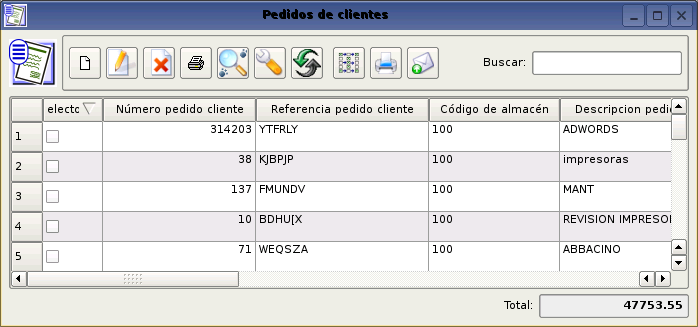 Pedidos de clientes
Buscar:
electo Número pedido cliente Referencia pedido cliente Código de almacén Descripcion pedi
1 314203 YTFRLY 100 ADWORDS
2 38 KJBPJP 100 impresoras
3 137 FMUNDV 100 MANT
4 10 BDHU[X 100 REVISION IMPRESO
5 71 WEQSZA 100 ABBACINO
Total: 47753.55